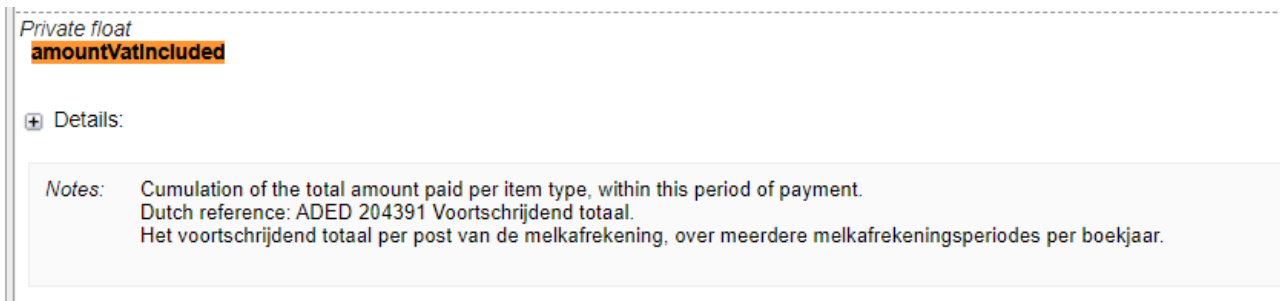 Private float
amountVatIncluded
Details:
Notes: Cumulation of the total amount paid per item type, within this period of payment.
Dutch reference: ADED 204391 Voortschrijdend totaal.
Het voortschrijdend totaal per post van de melkafrekening, over meerdere melkafrekeningsperiodes per boekjaar.